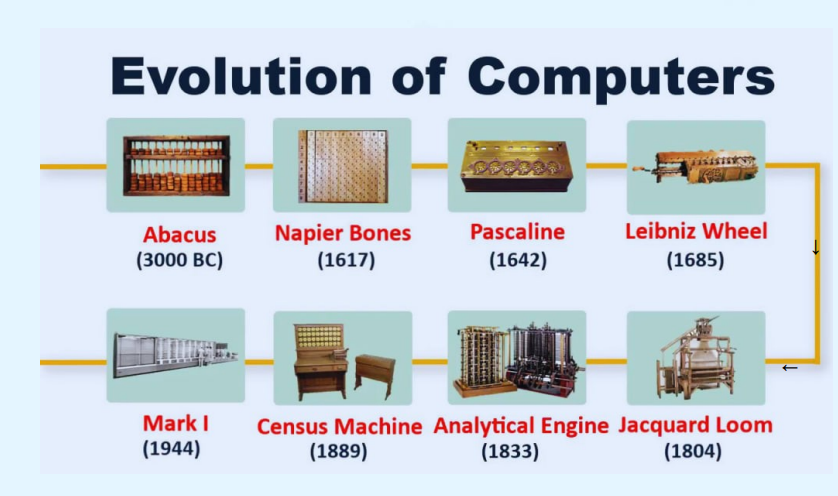 Evolution of Computers
Abacus
(3000 BC)
Napier Bones
(1617)
Pascaline
(1642)
Leibniz Wheel
(1685)
↓
←
Mark I
(1944)
Census Machine
(1889)
Analytical Engine
(1833)
Jacquard Loom
(1804)